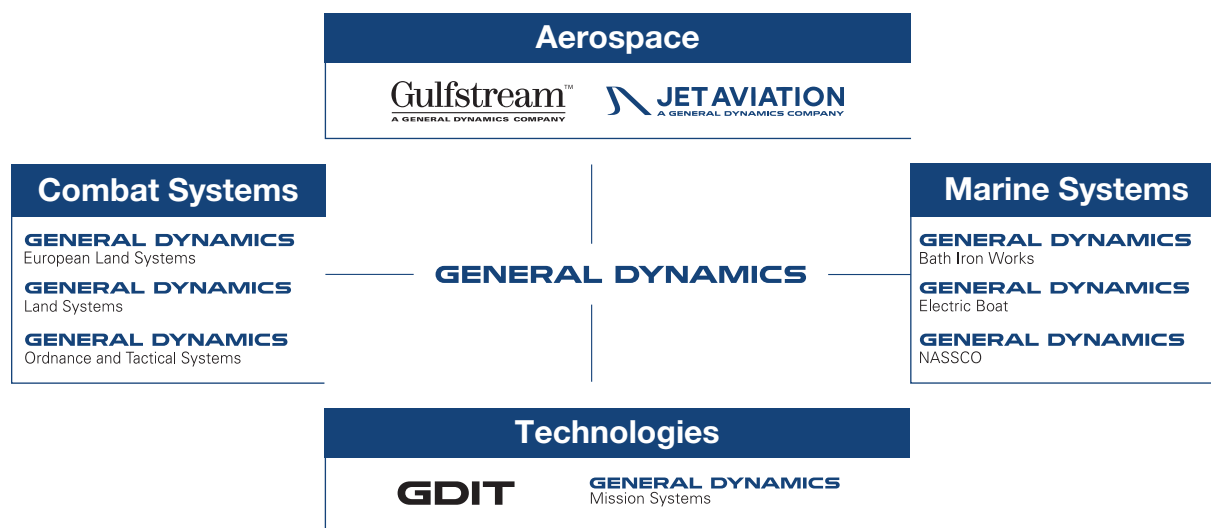 Aerospace
Gulfstream™
A GENERAL DYNAMICS COMPANY
JET AVIATION
A GENERAL DYNAMICS COMPANY
Combat Systems
GENERAL DYNAMICS
European Land Systems
GENERAL DYNAMICS
Land Systems
GENERAL DYNAMICS
Ordnance and Tactical Systems
GENERAL DYNAMICS
Marine Systems
GENERAL DYNAMICS
Bath Iron Works
GENERAL DYNAMICS
Electric Boat
GENERAL DYNAMICS
NASSCO
Technologies
GDIT
GENERAL DYNAMICS
Mission Systems